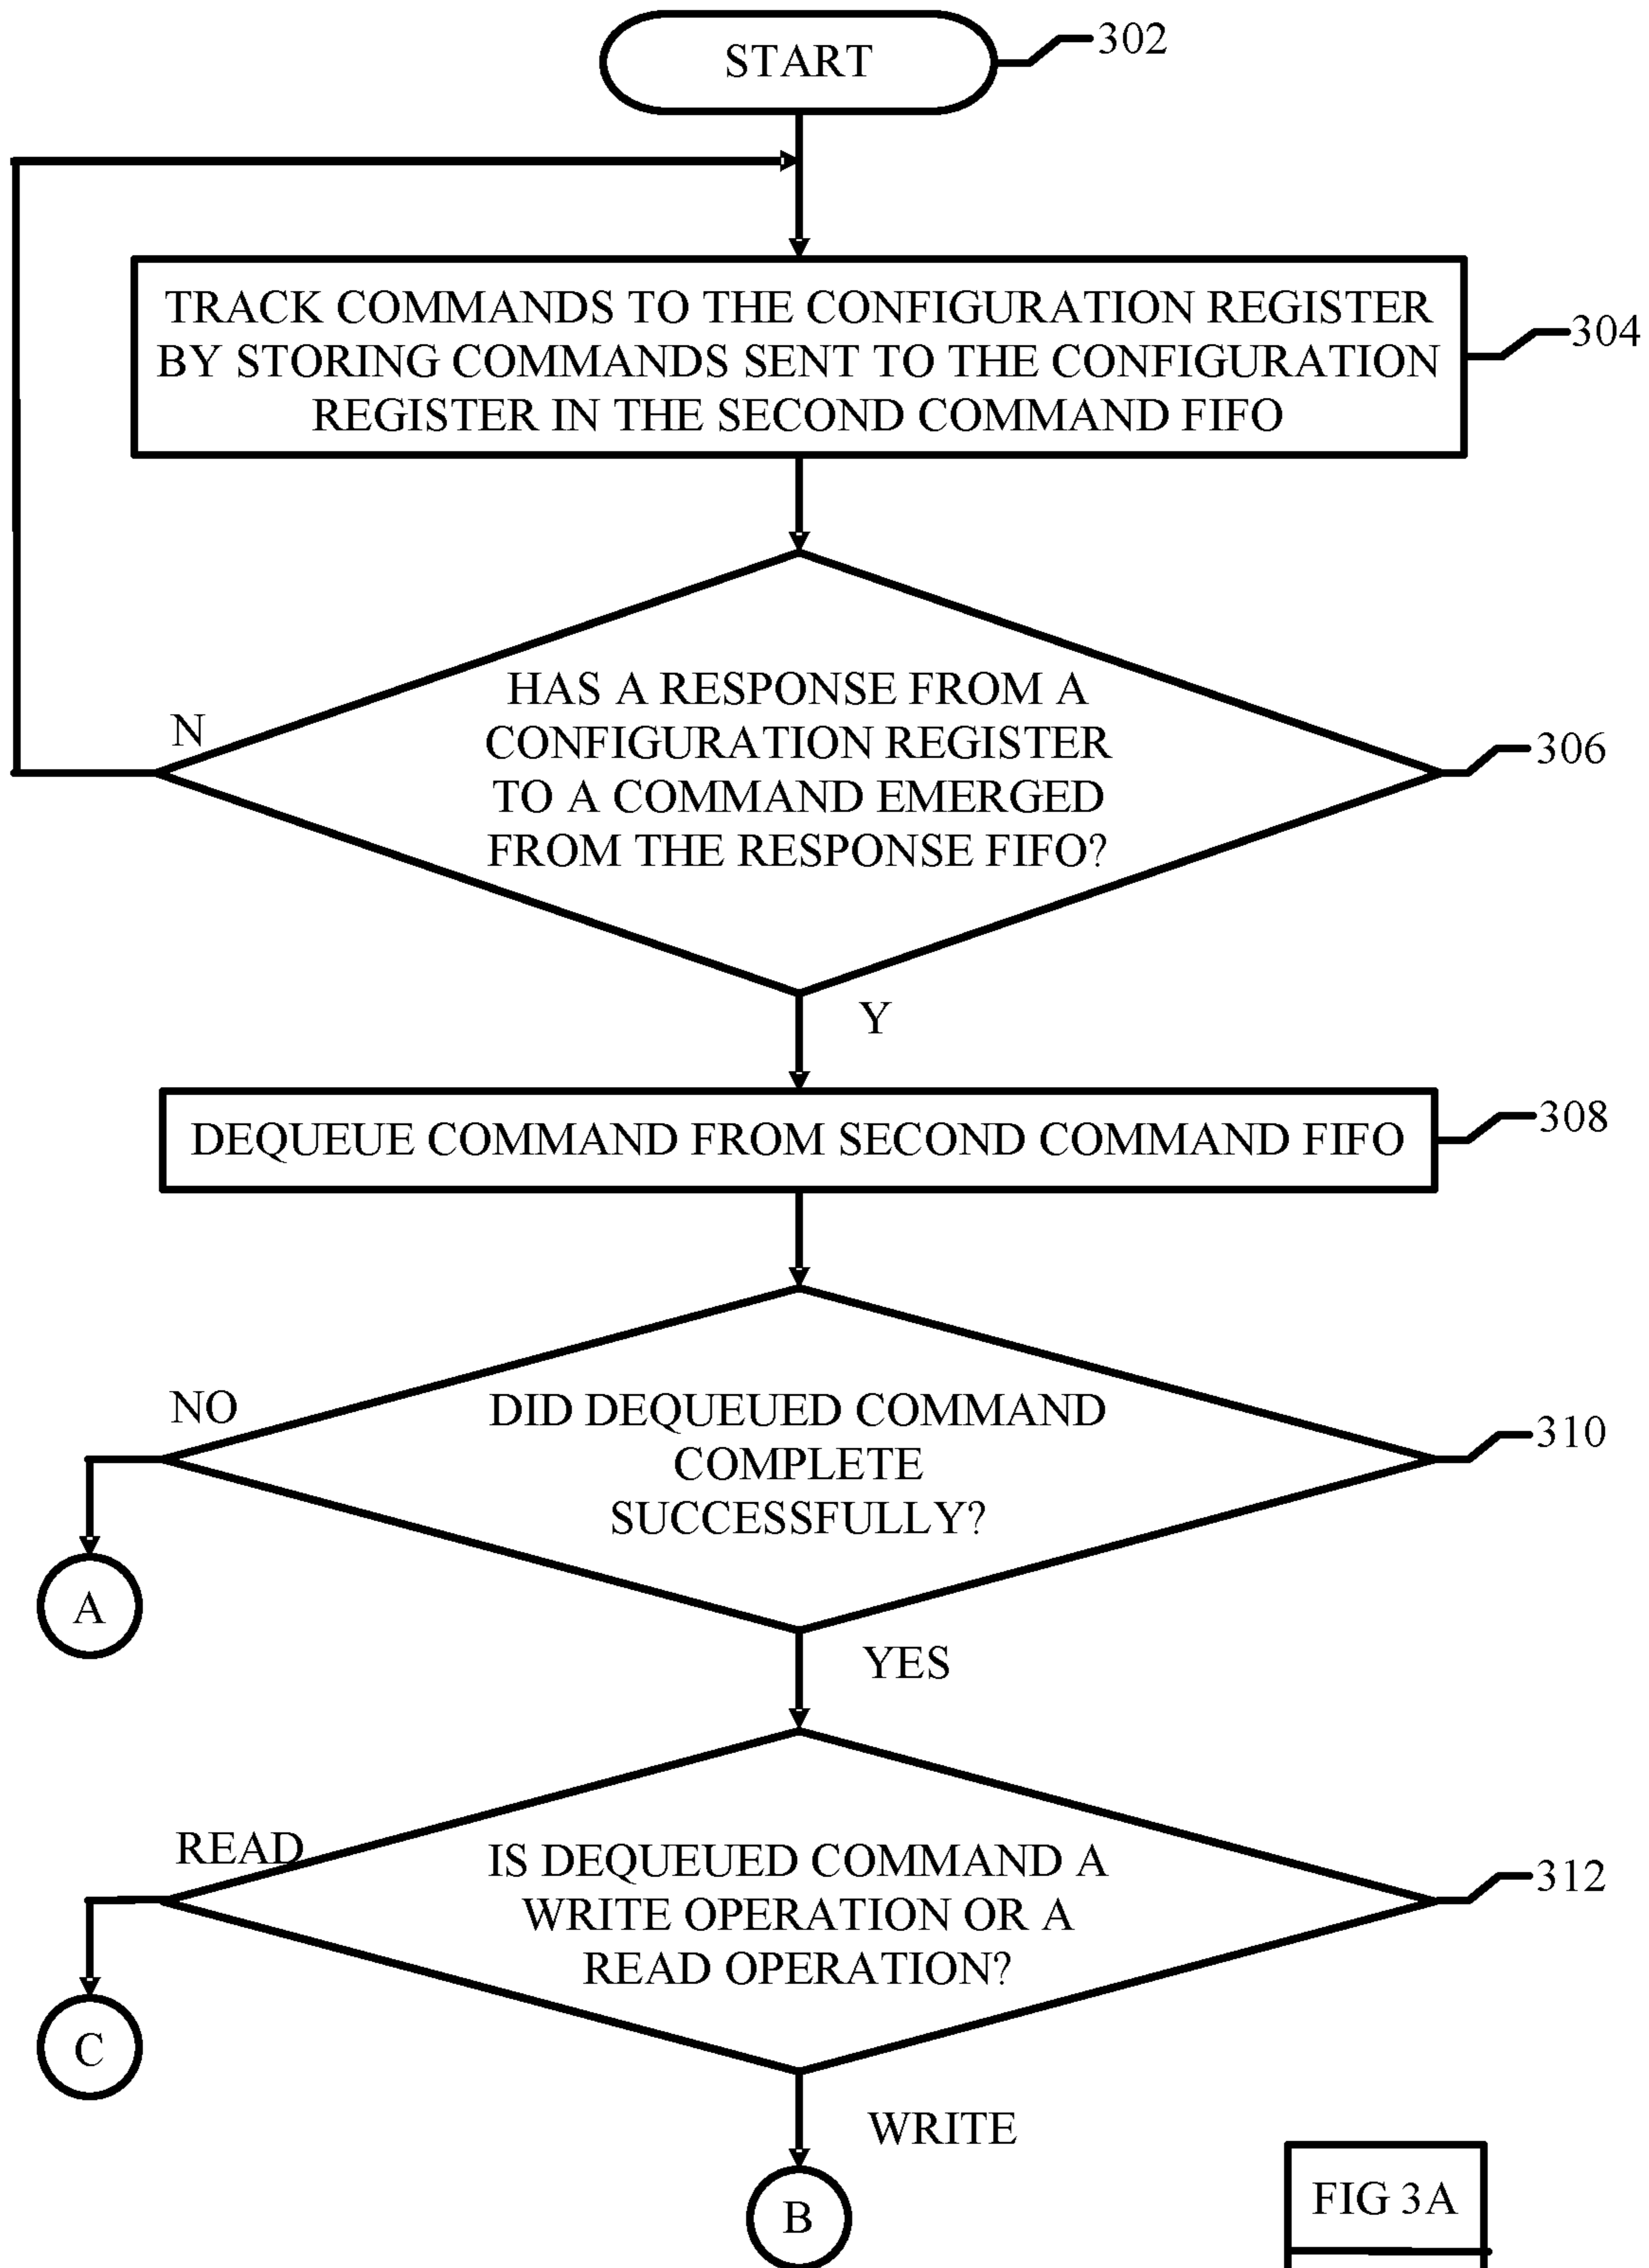 START
302
TRACK COMMANDS TO THE CONFIGURATION REGISTER
BY STORING COMMANDS SENT TO THE CONFIGURATION
REGISTER IN THE SECOND COMMAND FIFO
304
HAS A RESPONSE FROM A
CONFIGURATION REGISTER
TO A COMMAND EMERGED
FROM THE RESPONSE FIFO?
N
306
Y
DEQUEUE COMMAND FROM SECOND COMMAND FIFO
308
NO
DID DEQUEUED COMMAND
COMPLETE
SUCCESSFULLY?
310
A
YES
READ
IS DEQUEUED COMMAND A
WRITE OPERATION OR A
READ OPERATION?
312
C
WRITE
B
FIG 3A